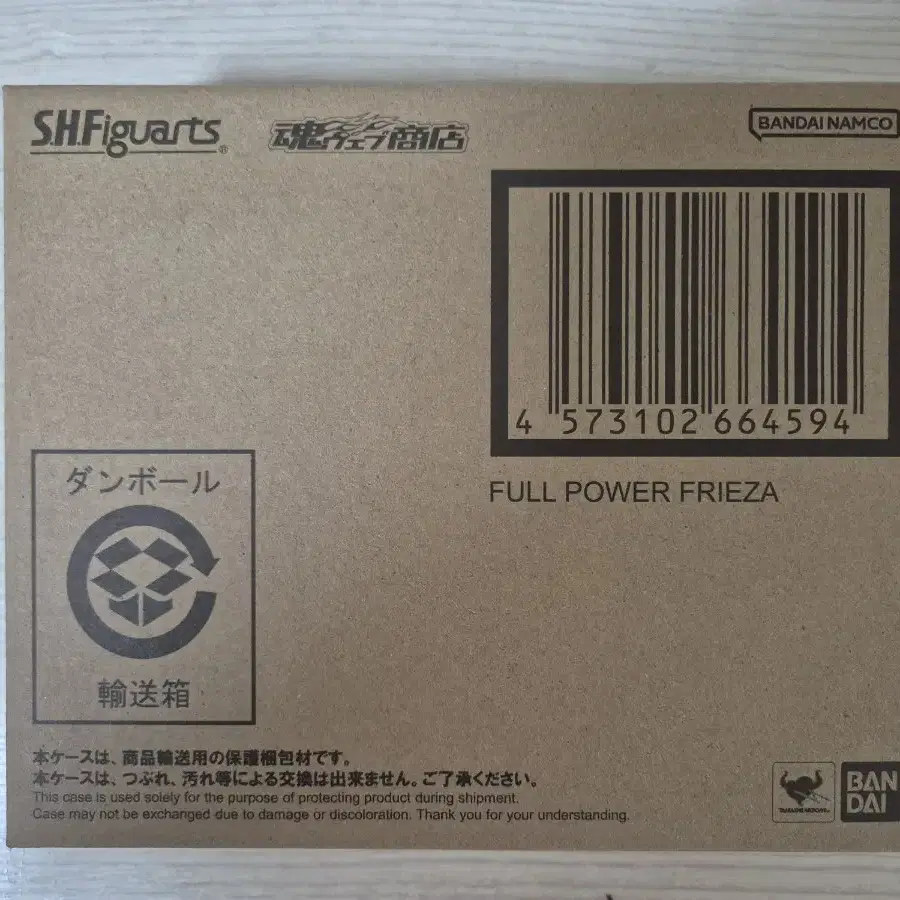 S.H.Figuarts®
魂ウェブ商店
BANDAI NAMCO
4 573102 664594
FULL POWER FRIEZA
ダンボール
輸送箱
本ケースは、商品輸送用の保護梱包材です。
本ケースは、つぶれ、汚れ等による交換は出来ません。ご了承ください。
This case is used solely for the purpose of protecting product during shipment.
Case may not be exchanged due to damage or discoloration. Thank you for your understanding.
TAMASHII NATIONS
BAN
DAI